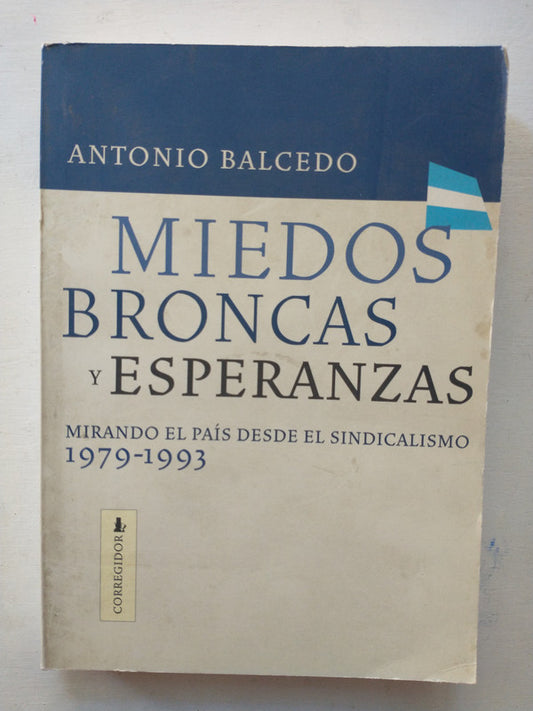 ANTONIO BALCEDO
MIEDOS
BRONCAS
Y ESPERANZAS
MIRANDO EL PAÍS DESDE EL SINDICALISMO
1979-1993
CORREGIDOR